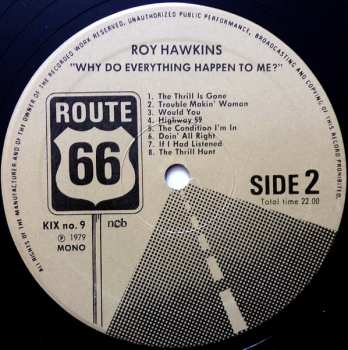 ALL RIGHTS OF THE MANUFACTURER AND OF THE OWNER OF THE RECORDED WORK RESERVED. UNAUTHORIZED PUBLIC PERFORMANCE, BROADCASTING AND COPYING OF THIS RECORD PROHIBITED.
ROY HAWKINS
"WHY DO EVERYTHING HAPPEN TO ME?"
ROUTE
66
1. The Thrill Is Gone
2. Trouble Makin' Woman
3. Would You
4. Highway 59
5. The Condition I'm In
6. Doin' All Right
7. If I Had Listened
8. The Thrill Hunt
SIDE 2
Total time 22.00
KIX no. 9
ncb
℗ 1979
MONO